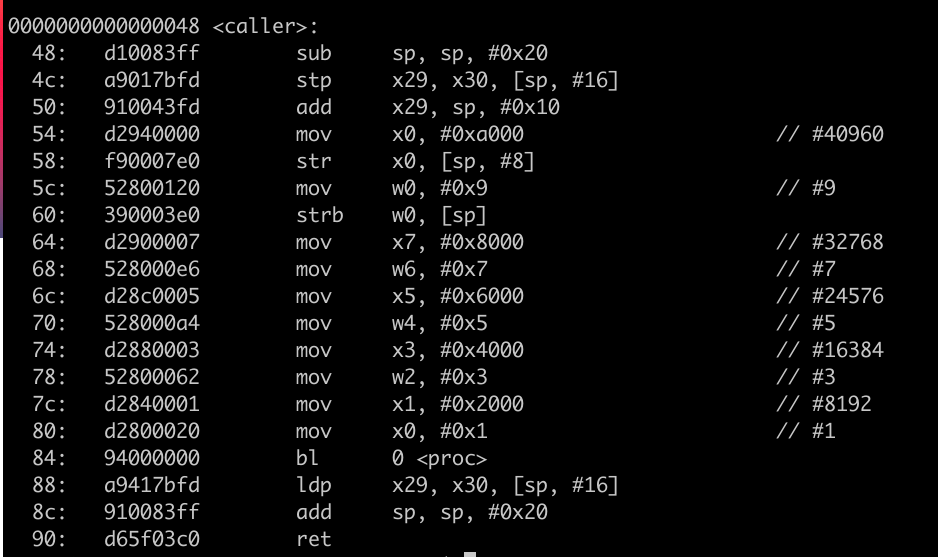 0000000000000048 <caller>:
48: d10083ff sub sp, sp, #0x20
4c: a9017bfd stp x29, x30, [sp, #16]
50: 910043fd add x29, sp, #0x10
54: d2940000 mov x0, #0xa000 // #40960
58: f90007e0 str x0, [sp, #8]
5c: 52800120 mov w0, #0x9 // #9
60: 390003e0 strb w0, [sp]
64: d2900007 mov x7, #0x8000 // #32768
68: 528000e6 mov w6, #0x7 // #7
6c: d28c0005 mov x5, #0x6000 // #24576
70: 528000a4 mov w4, #0x5 // #5
74: d2880003 mov x3, #0x4000 // #16384
78: 52800062 mov w2, #0x3 // #3
7c: d2840001 mov x1, #0x2000 // #8192
80: d2800020 mov x0, #0x1 // #1
84: 94000000 bl 0 <proc>
88: a9417bfd ldp x29, x30, [sp, #16]
8c: 910083ff add sp, sp, #0x20
90: d65f03c0 ret